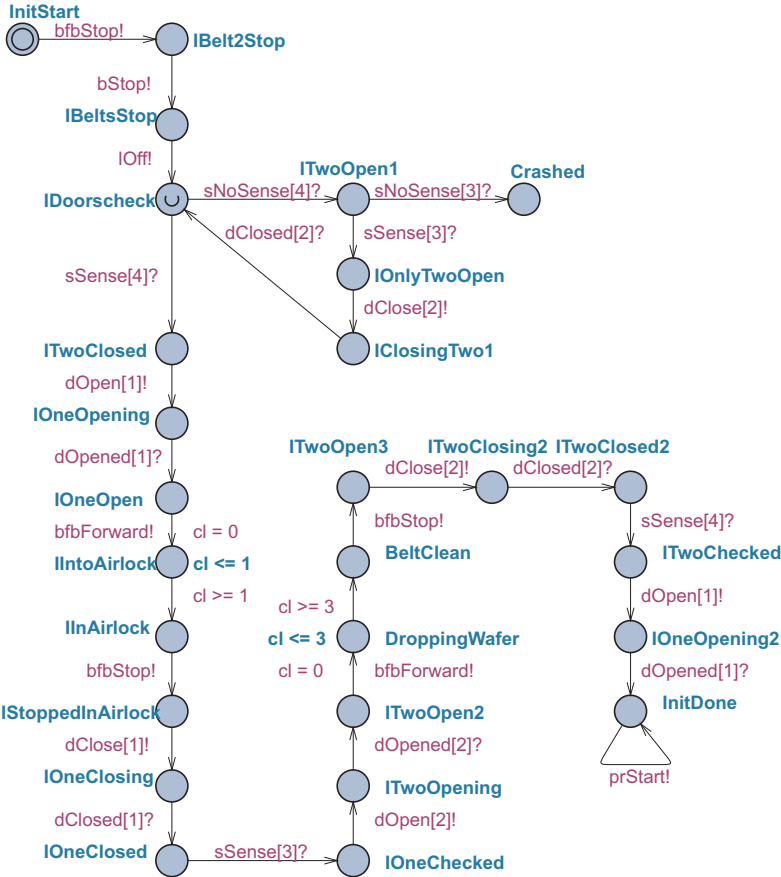 InitStart
bfbStop!
IBelt2Stop
bStop!
IBeltsStop
lOff!
IDoorscheck
sNoSense[4]?
ITwoOpen1
sNoSense[3]?
Crashed
dClosed[2]?
sSense[3]?
IOnlyTwoOpen
dClose[2]!
IClosingTwo1
sSense[4]?
ITwoClosed
dOpen[1]!
IOneOpening
dOpened[1]?
IOneOpen
bfbForward! cl = 0
IIntoAirlock cl <= 1
cl >= 1
IInAirlock
bfbStop!
IStoppedInAirlock
dClose[1]!
IOneClosing
dClosed[1]?
IOneClosed
sSense[3]?
IOneChecked
dOpen[2]!
ITwoOpening
dOpened[2]?
ITwoOpen2
cl = 0 bfbForward!
cl <= 3 DroppingWafer
cl >= 3
BeltClean
bfbStop!
ITwoOpen3
dClose[2]!
ITwoClosing2
dClosed[2]?
ITwoClosed2
sSense[4]?
ITwoChecked
dOpen[1]!
IOneOpening2
dOpened[1]?
InitDone
prStart!